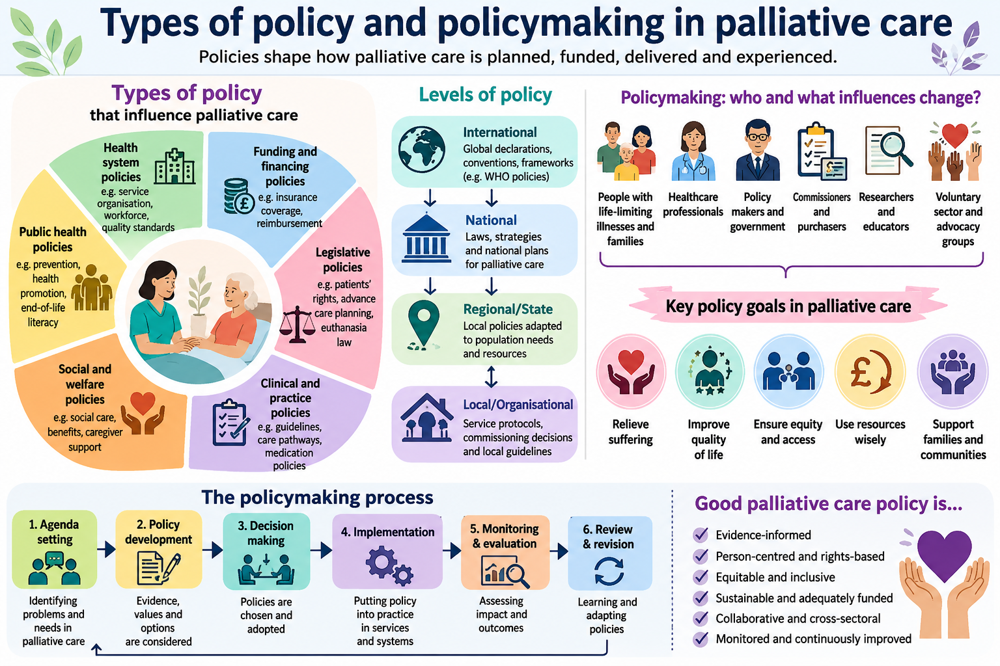 Types of policy and policymaking in palliative care
Policies shape how palliative care is planned, funded, delivered and experienced.
Types of policy
that influence palliative care
Health
system
policies
e.g. service
organisation,
workforce,
quality standards
Funding and
financing
policies
e.g. insurance
coverage,
reimbursement
£
Public health
policies
e.g. prevention,
health
promotion,
end-of-life
literacy
Legislative
policies
e.g. patients'
rights, advance
care planning,
euthanasia
law
Social and
welfare
policies
e.g. social care,
benefits, caregiver
support
Clinical and
practice
policies
e.g. guidelines,
care pathways,
medication
policies
Levels of policy
International
Global declarations,
conventions, frameworks
(e.g. WHO policies)
National
Laws, strategies
and national plans
for palliative care
Regional/State
Local policies adapted
to population needs
and resources
Local/Organisational
Service protocols,
commissioning decisions
and local guidelines
Policymaking: who and what influences change?
People with
life-limiting
illnesses and
families
Healthcare
professionals
Policy
makers and
government
Commissioners
and
purchasers
Researchers
and
educators
Voluntary
sector and
advocacy
groups
Key policy goals in palliative care
Relieve
suffering
Improve
quality
of life
Ensure equity
and access
£
Use resources
wisely
Support
families and
communities
The policymaking process
1. Agenda
setting
Identifying
problems and
needs in
palliative care
2. Policy
development
Evidence,
values and
options
are considered
3. Decision
making
Policies are
chosen and
adopted
4. Implementation
Putting policy
into practice
in services
and systems
5. Monitoring
& evaluation
Assessing
impact and
outcomes
6. Review
& revision
Learning and
adapting
policies
Good palliative care policy is...
Evidence-informed
Person-centred and rights-based
Equitable and inclusive
Sustainable and adequately funded
Collaborative and cross-sectoral
Monitored and continuously improved